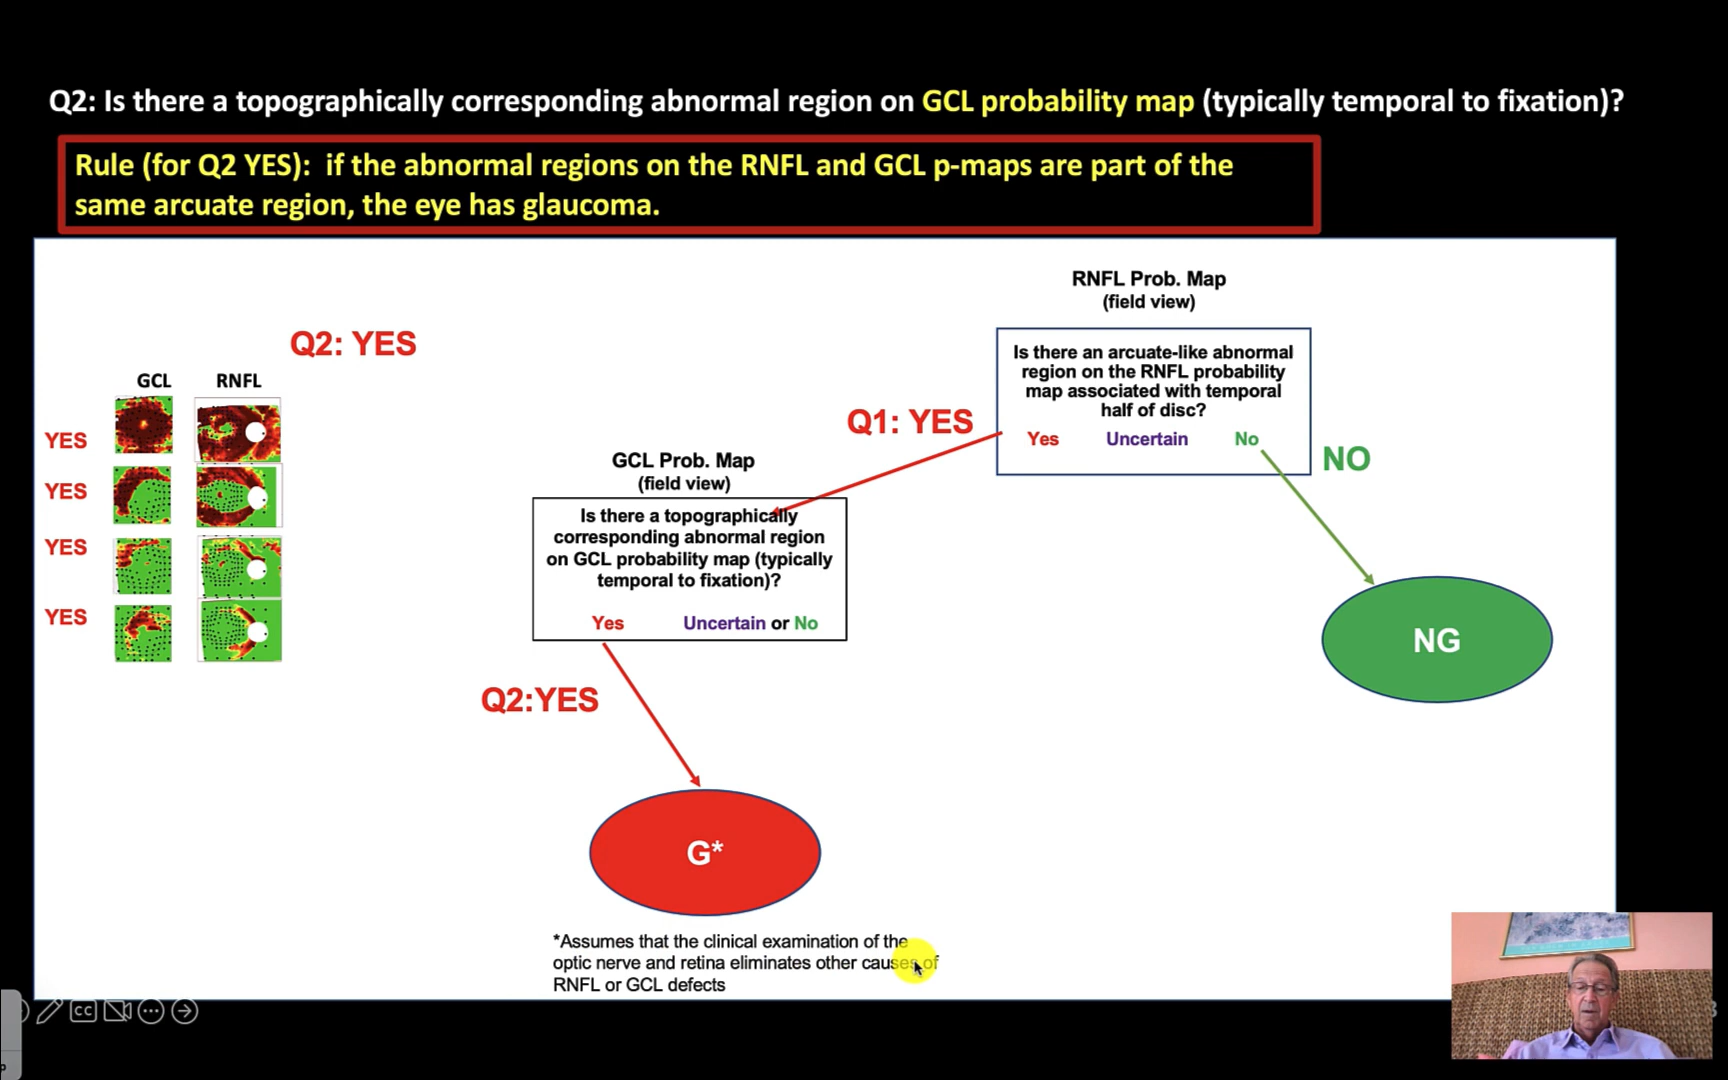 Q2: Is there a topographically corresponding abnormal region on GCL probability map (typically temporal to fixation)?
Rule (for Q2 YES): if the abnormal regions on the RNFL and GCL p-maps are part of the
same arcuate region, the eye has glaucoma.
RNFL Prob. Map
(field view)
Is there an arcuate-like abnormal
region on the RNFL probability
map associated with temporal
half of disc?
Yes Uncertain No
Q1: YES
NO
NG
GCL Prob. Map
(field view)
Is there a topographically
corresponding abnormal region
on GCL probability map (typically
temporal to fixation)?
Yes Uncertain or No
Q2:YES
G*
*Assumes that the clinical examination of the
optic nerve and retina eliminates other causes of
RNFL or GCL defects
Q2: YES
GCL RNFL
YES
YES
YES
YES
CC